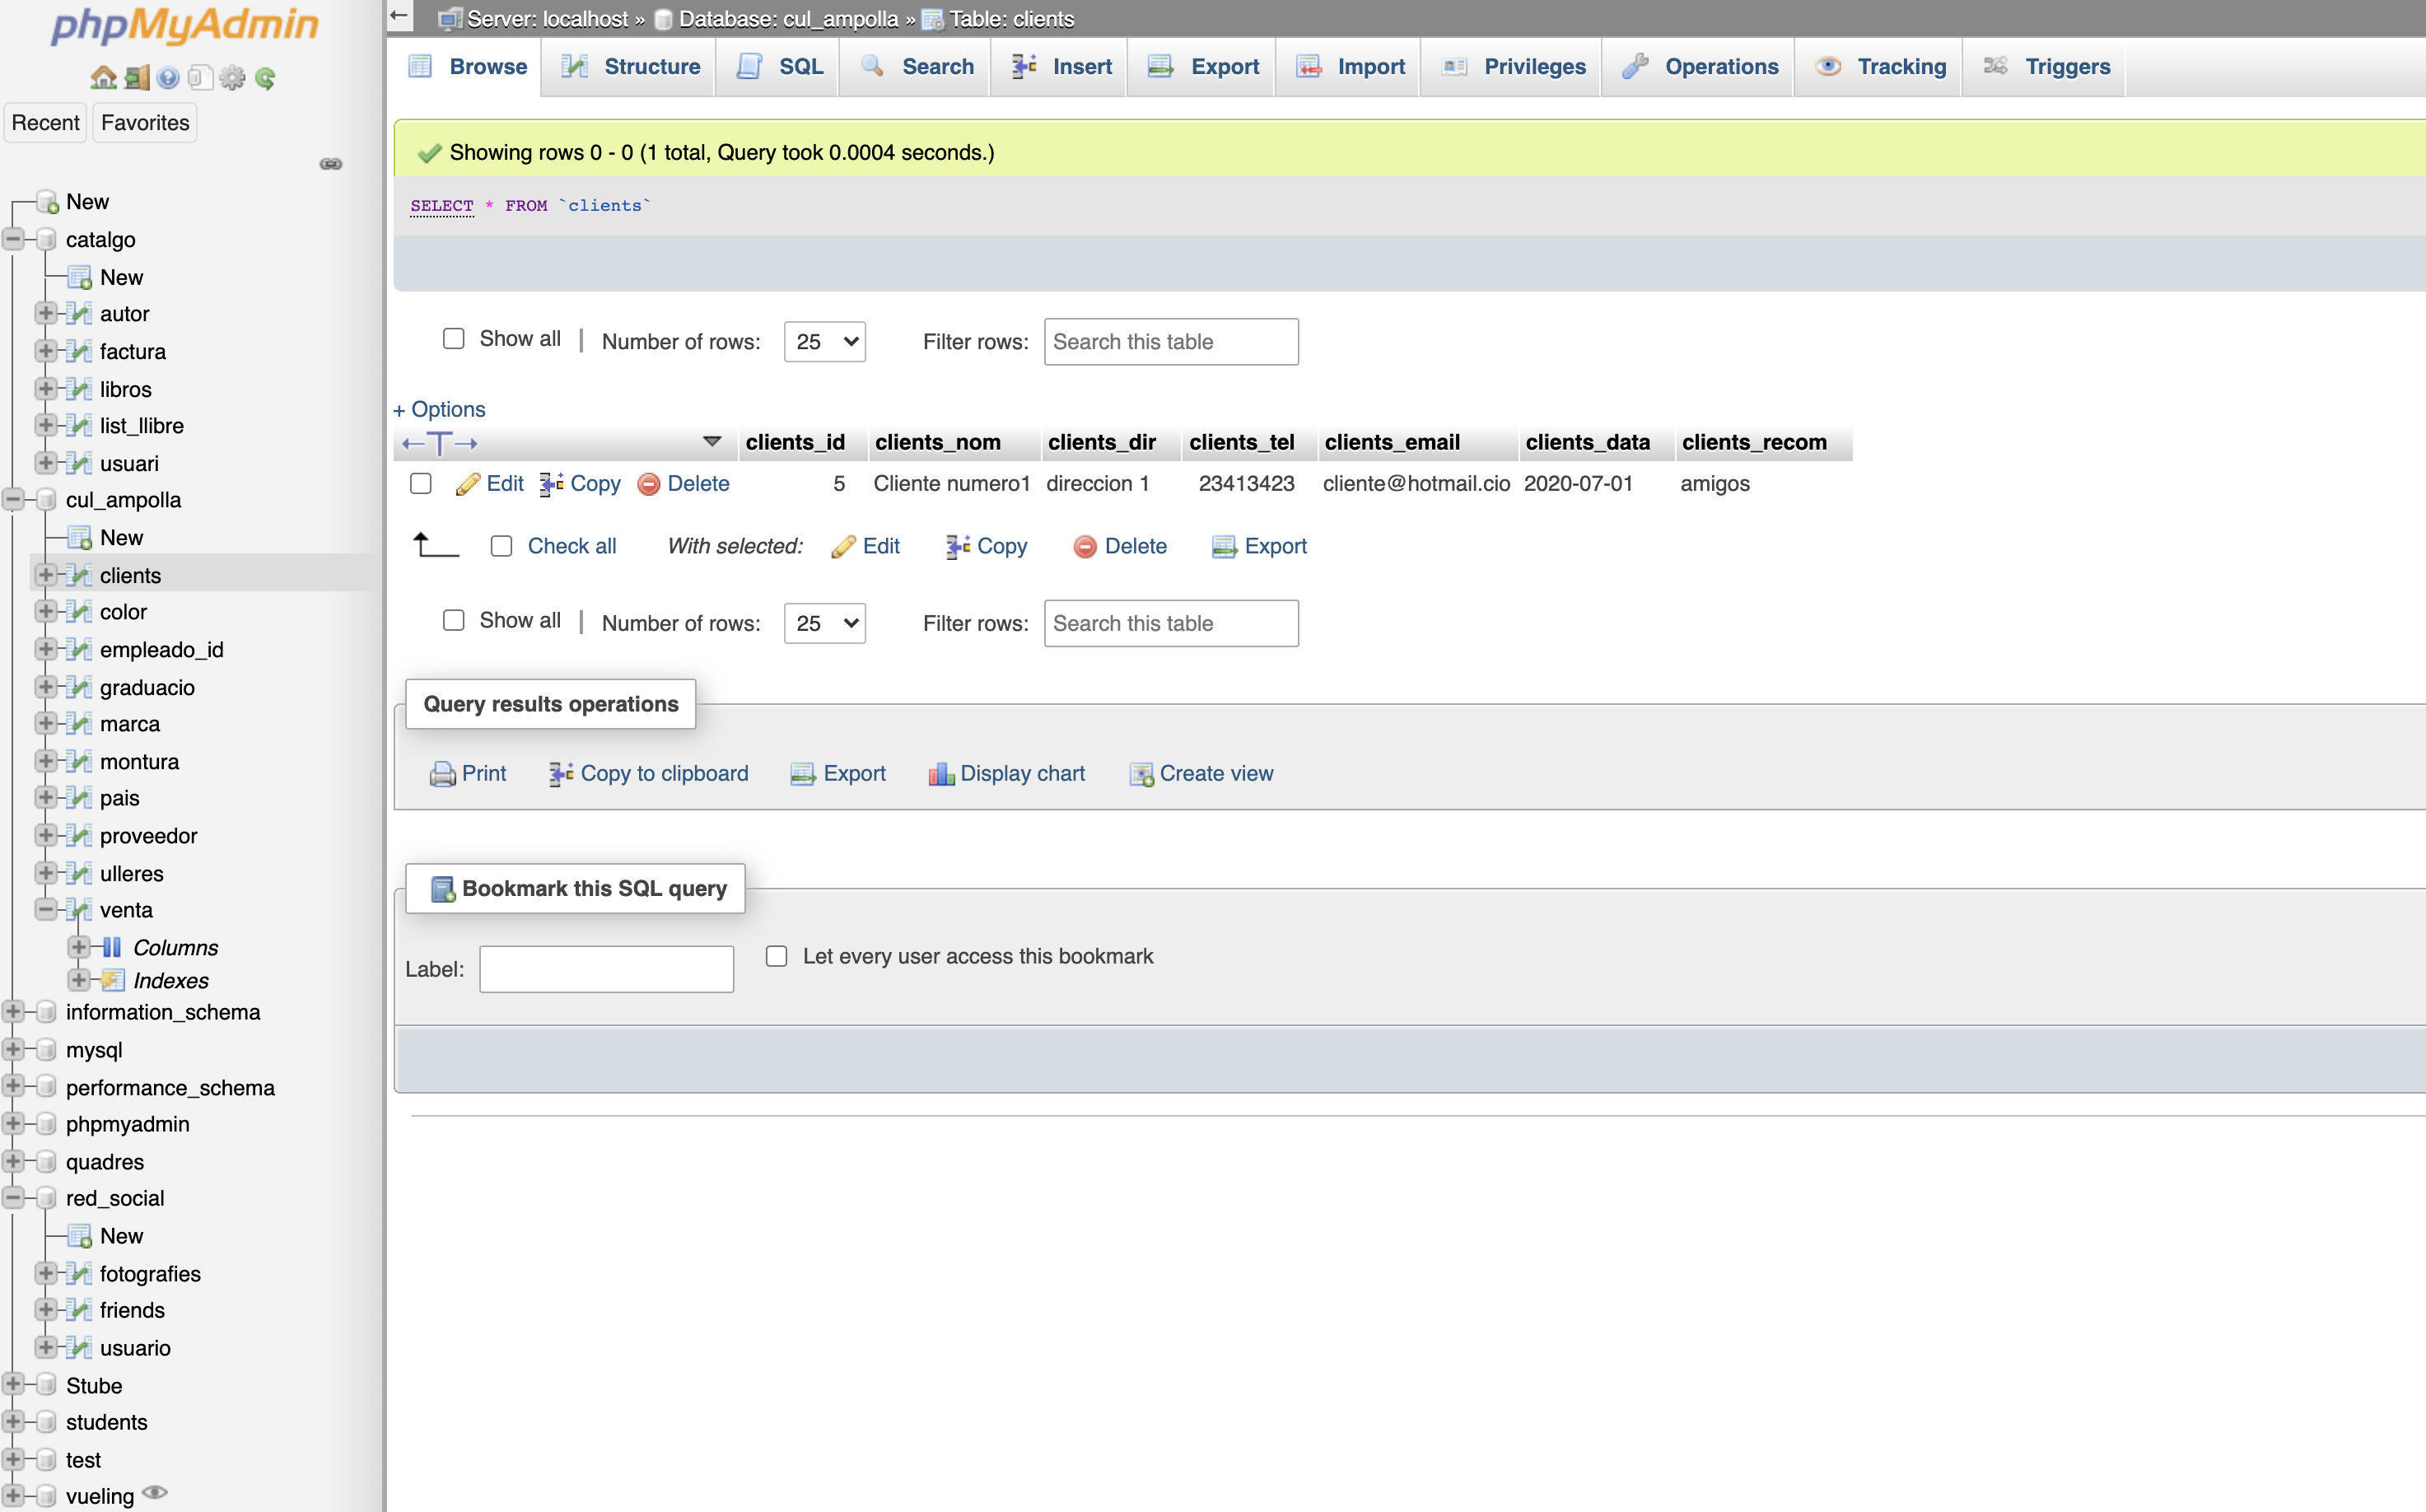 phpMyAdmin
Recent Favorites
New
catalgo
New
autor
factura
libros
list_llibre
usuari
cul_ampolla
New
clients
color
empleado_id
graduacio
marca
montura
pais
proveedor
ulleres
venta
Columns
Indexes
information_schema
mysql
performance_schema
phpmyadmin
quadres
red_social
New
fotografies
friends
usuario
Stube
students
test
vueling
Server: localhost » Database: cul_ampolla » Table: clients
Browse Structure SQL Search Insert Export Import Privileges Operations Tracking Triggers
Showing rows 0 - 0 (1 total, Query took 0.0004 seconds.)
SELECT * FROM `clients`
Show all | Number of rows: 25 Filter rows: Search this table
+ Options
←T→ clients_id clients_nom clients_dir clients_tel clients_email clients_data clients_recom
Edit Copy Delete 5 Cliente numero1 direccion 1 23413423 cliente@hotmail.cio 2020-07-01 amigos
Check all With selected: Edit Copy Delete Export
Show all | Number of rows: 25 Filter rows: Search this table
Query results operations
Print Copy to clipboard Export Display chart Create view
Bookmark this SQL query
Label: Let every user access this bookmark